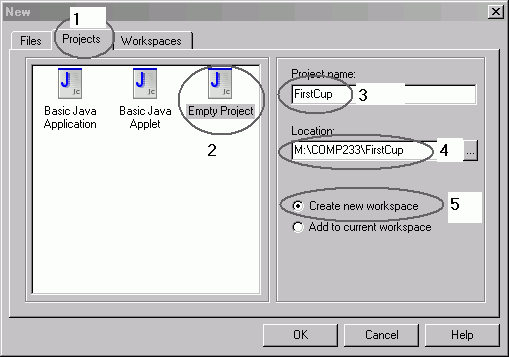 New
1
Files
Projects
Workspaces
J
JC
J
JC
J
JC
Basic Java
Application
Basic Java
Applet
Empty Project
2
Project name:
FirstCup
3
Location:
M:\COMP233\FirstCup
4
...
Create new workspace
5
Add to current workspace
OK
Cancel
Help